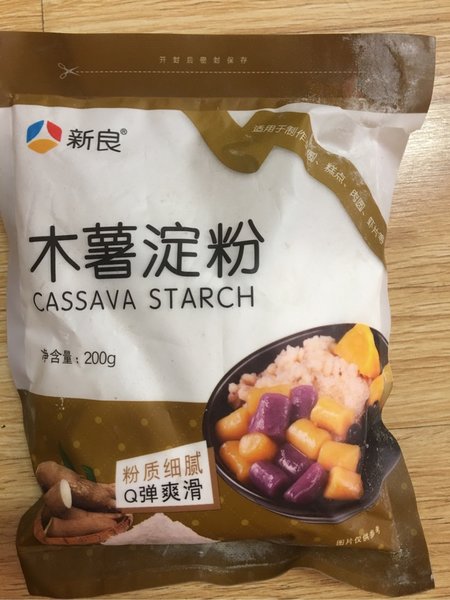 开封后密封保存
新良®
适用于制作 圆、糕点、肉圆、虾片等
木薯淀粉
CASSAVA STARCH
净含量：200g
粉质细腻
Q弹爽滑
图片仅供参考